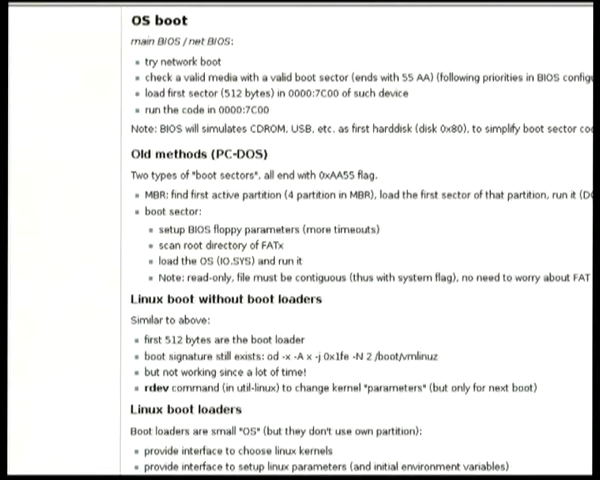 OS boot
main BIOS / net BIOS:
try network boot
check a valid media with a valid boot sector (ends with 55 AA) (following priorities in BIOS
load first sector (512 bytes) in 0000:7C00 of such device
run the code in 0000:7C00
Note: BIOS will simulates CDROM, USB, etc. as first harddisk (disk 0x80), to simplify boot sector
Old methods (PC-DOS)
Two types of "boot sectors", all end with 0xAA55 flag.
MBR: find first active partition (4 partition in MBR), load the first sector of that partition, run it
boot sector:
setup BIOS floppy parameters (more timeouts)
scan root directory of FATx
load the OS (IO.SYS) and run it
Note: read-only, file must be contiguous (thus with system flag), no need to worry about FAT
Linux boot without boot loaders
Similar to above:
first 512 bytes are the boot loader
boot signature still exists: od -x -A x -j 0x1fe -N 2 /boot/vmlinuz
but not working since a lot of time!
rdev command (in util-linux) to change kernel "parameters" (but only for next boot)
Linux boot loaders
Boot loaders are small "OS" (but they don't use own partition):
provide interface to choose linux kernels
provide interface to setup linux parameters (and initial environment variables)